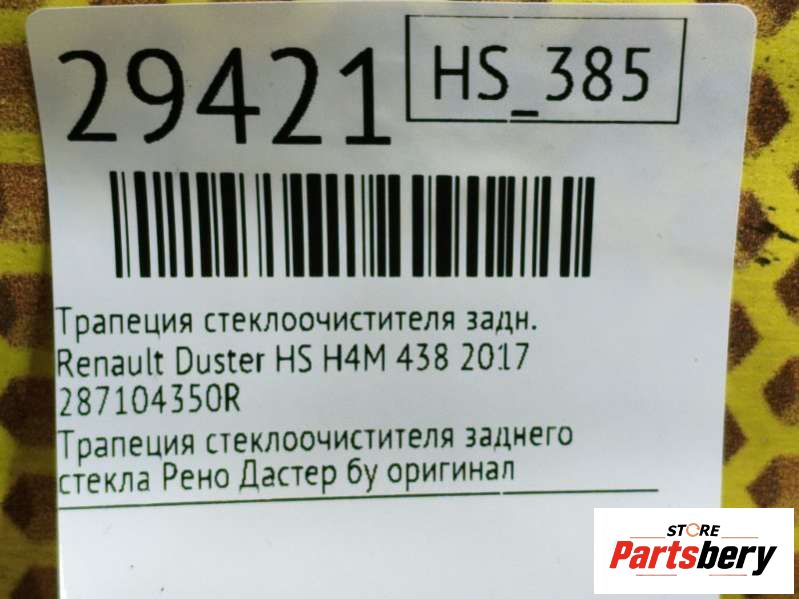 29421
HS_385
Трапеция стеклоочистителя задн.
Renault Duster HS H4M 438 2017
287104350R
Трапеция стеклоочистителя заднего
стекла Рено Дастер бу оригинал
STORE
Partsbery